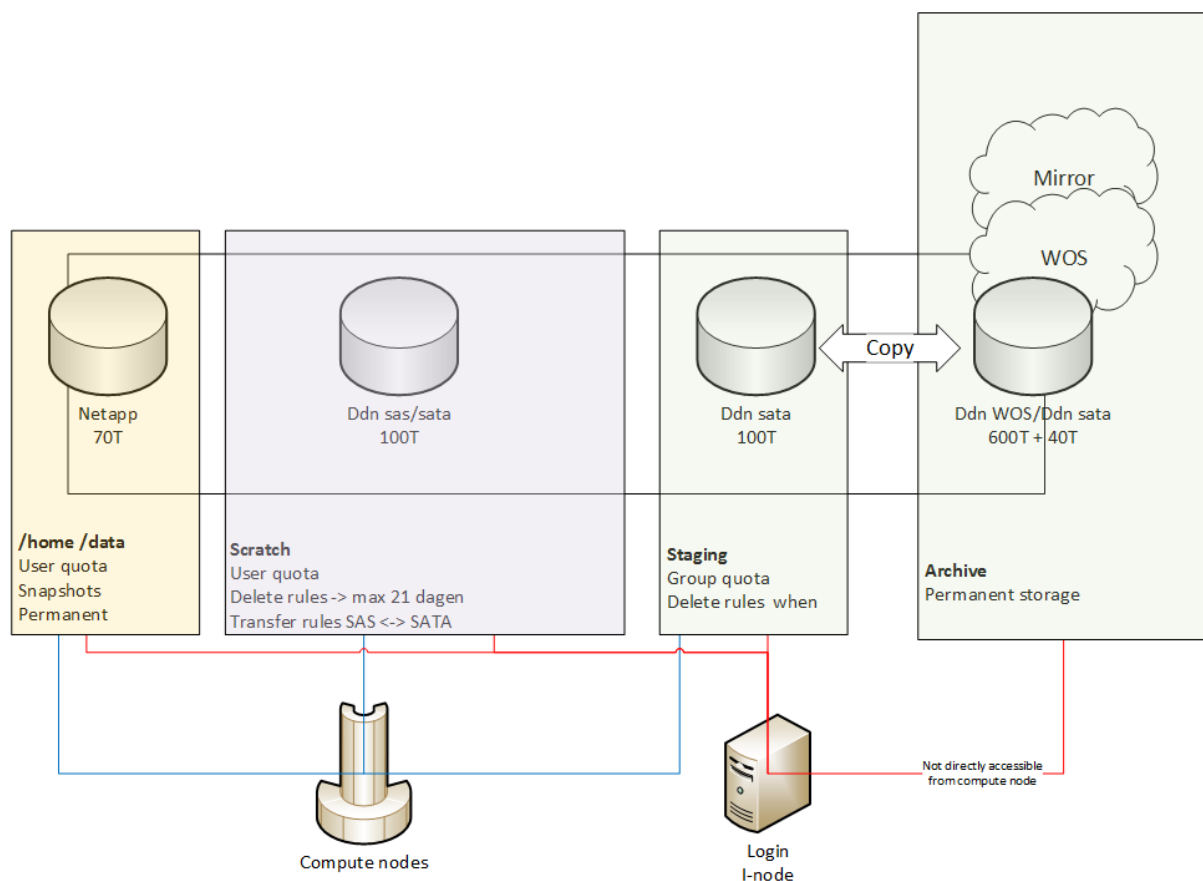 Mirror
WOS
Copy
Netapp
70T
Ddn sas/sata
100T
Ddn sata
100T
Ddn WOS/Ddn sata
600T + 40T
/home /data
User quota
Snapshots
Permanent
Scratch
User quota
Delete rules -> max 21 dagen
Transfer rules SAS <-> SATA
Staging
Group quota
Delete rules when
Archive
Permanent storage
Not directly accessible
from compute node
Compute nodes
Login
I-node